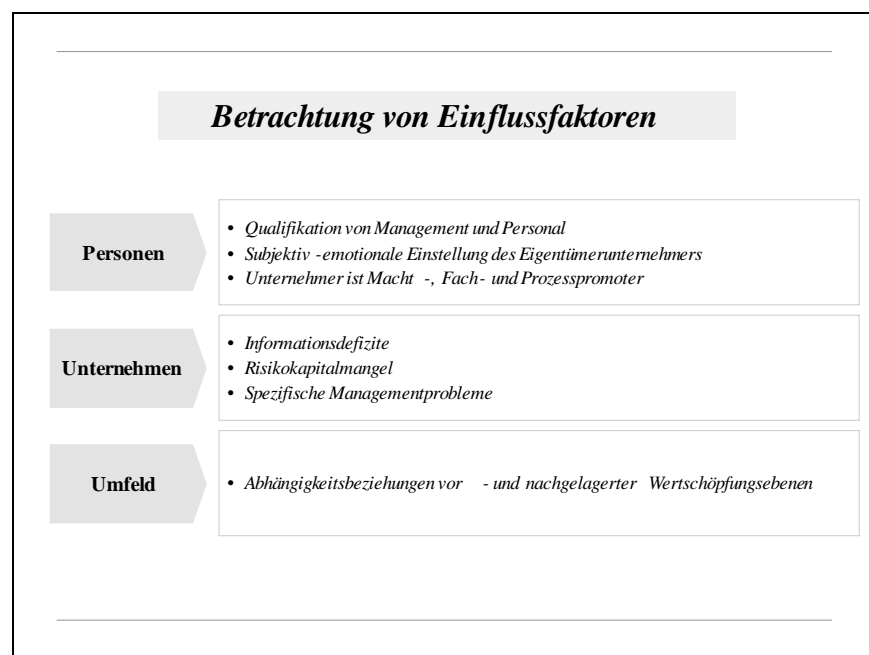 Betrachtung von Einflussfaktoren
Personen
• Qualifikation von Management und Personal
• Subjektiv -emotionale Einstellung des Eigentümerunternehmers
• Unternehmer ist Macht -, Fach- und Prozesspromoter
Unternehmen
• Informationsdefizite
• Risikokapitalmangel
• Spezifische Managementprobleme
Umfeld
• Abhängigkeitsbeziehungen vor - und nachgelagerter Wertschöpfungsebenen